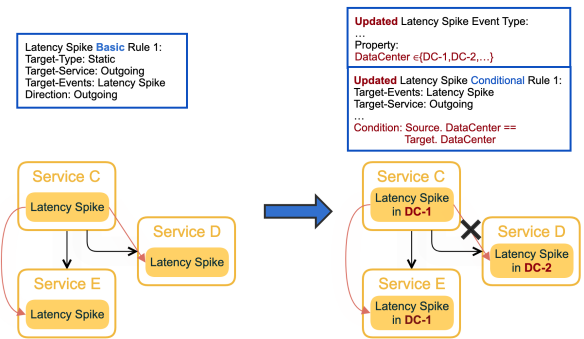 Latency Spike Basic Rule 1:
Target-Type: Static
Target-Service: Outgoing
Target-Events: Latency Spike
Direction: Outgoing
Updated Latency Spike Event Type:
…
Property:
DataCenter ∈{DC-1,DC-2,…}
Updated Latency Spike Conditional Rule 1:
Target-Events: Latency Spike
Target-Service: Outgoing
…
Condition: Source. DataCenter ==
Target. DataCenter
Service C
Latency Spike
Service D
Latency Spike
Service E
Latency Spike
Service C
Latency Spike
in DC-1
Service D
Latency Spike
in DC-2
Service E
Latency Spike
in DC-1